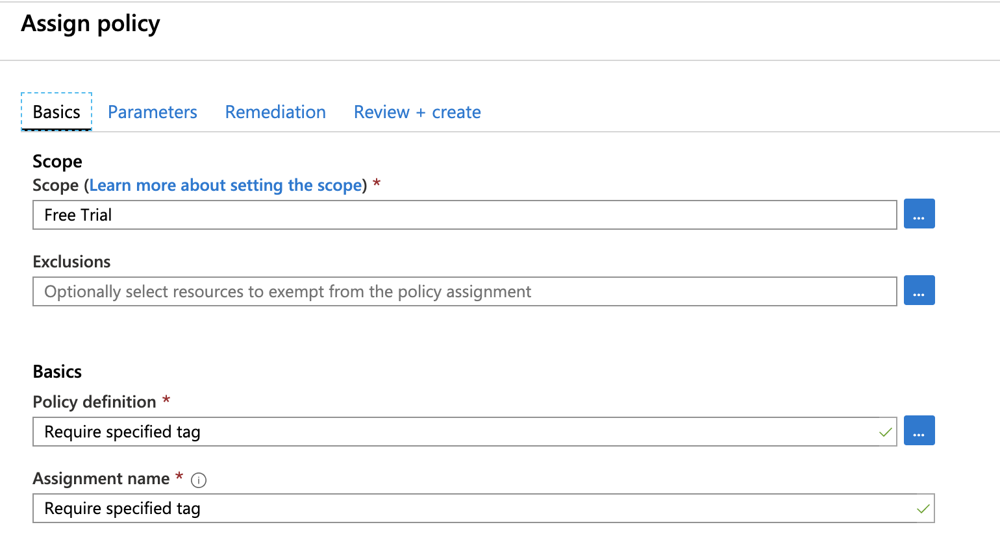 Assign policy
Basics Parameters Remediation Review + create
Scope
Scope (Learn more about setting the scope) *
Free Trial
...
Exclusions
Optionally select resources to exempt from the policy assignment
...
Basics
Policy definition *
Require specified tag
...
Assignment name * i
Require specified tag